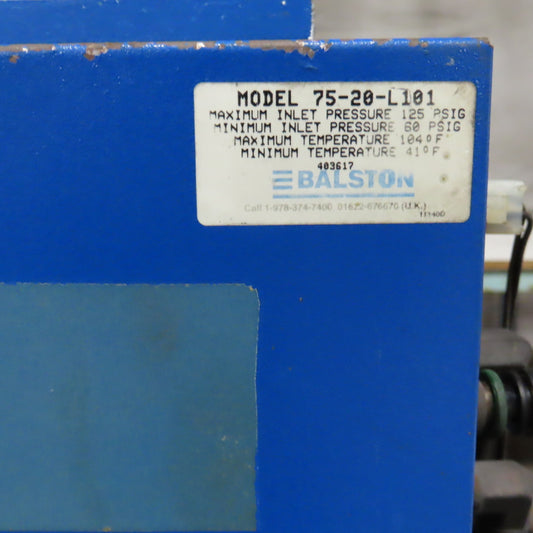 MODEL 75-20-L101
MAXIMUM INLET PRESSURE 125 PSIG
MINIMUM INLET PRESSURE 60 PSIG
MAXIMUM TEMPERATURE 104°F
MINIMUM TEMPERATURE 41°F
403617
BALSTON
Call 1-978-374-7400, 01622-676670 (U.K.)
11140D